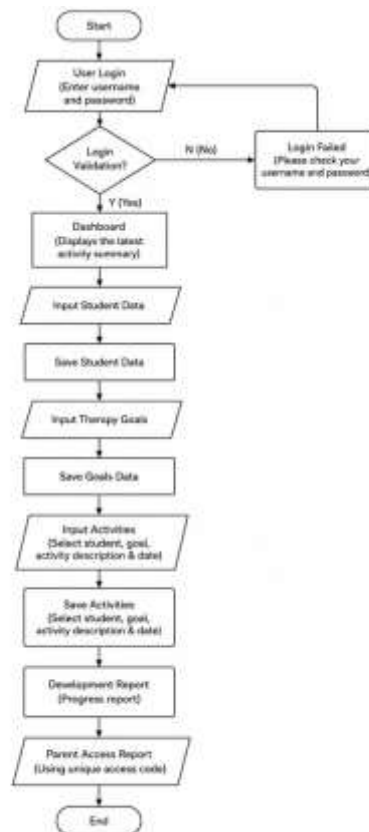 Start
User Login
(Enter username
and password)
Login
Validation?
N (No)
Login Failed
(Please check your
username and password)
Y (Yes)
Dashboard
(Displays the latest
activity summary)
Input Student Data
Save Student Data
Input Therapy Goals
Save Goals Data
Input Activities
(Select student, goal,
activity description & date)
Save Activities
(Select student, goal,
activity description & date)
Development Report
(Progress report)
Parent Access Report
(Using unique access code)
End